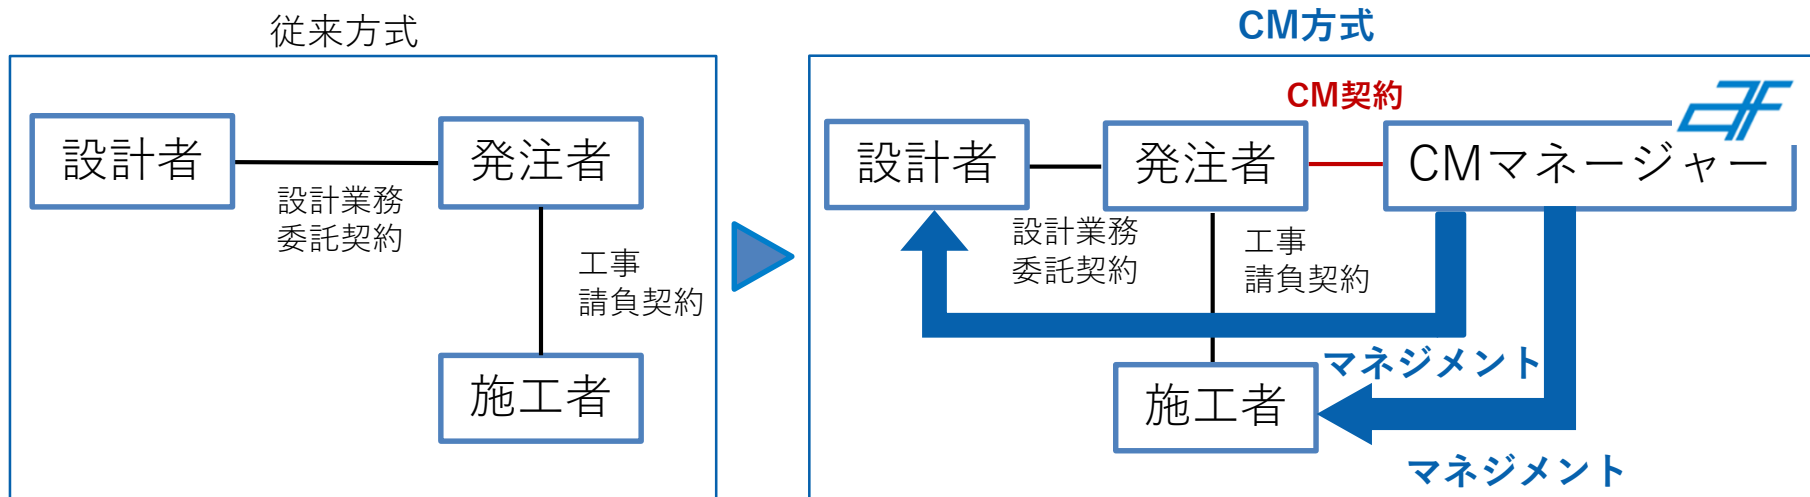 従来方式
設計者
発注者
設計業務
委託契約
工事
請負契約
施工者
CM方式
CM契約
設計者
発注者
CMマネージャー
設計業務
委託契約
工事
請負契約
マネジメント
施工者
マネジメント